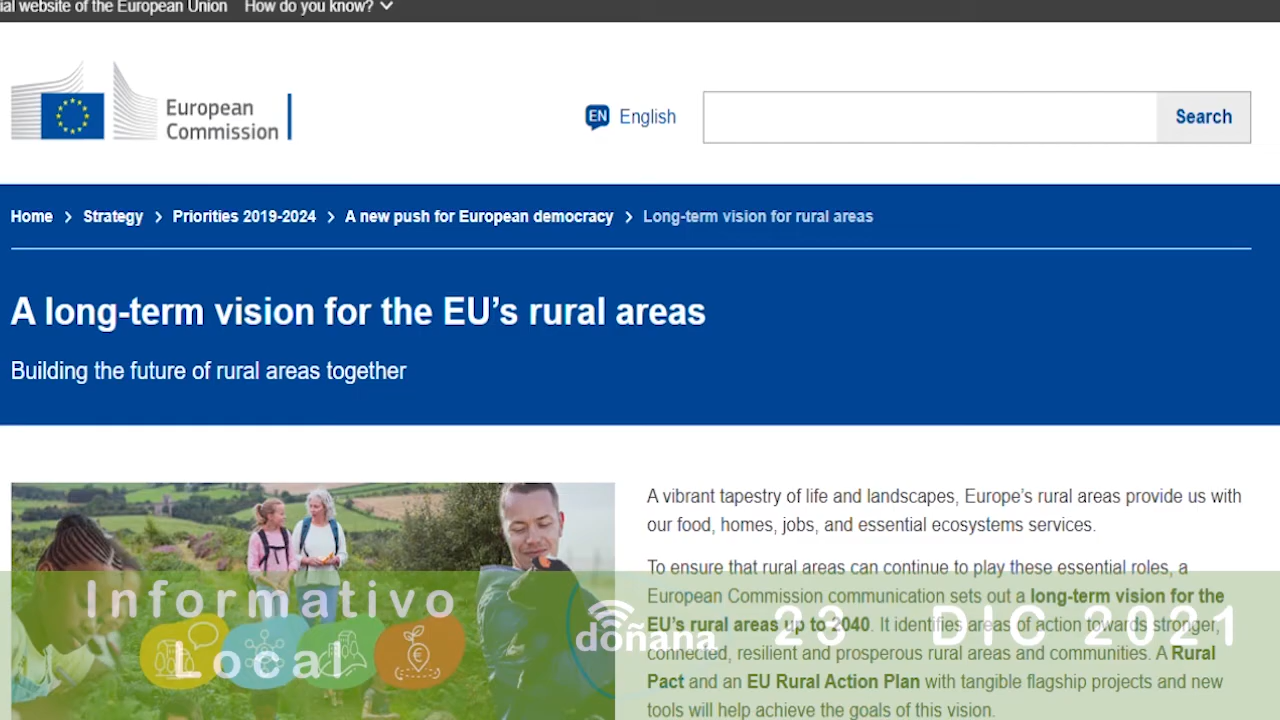 ial website of the European Union How do you know?
European
Commission
EN English
Search
Home > Strategy > Priorities 2019-2024 > A new push for European democracy > Long-term vision for rural areas
A long-term vision for the EU’s rural areas
Building the future of rural areas together
A vibrant tapestry of life and landscapes, Europe’s rural areas provide us with
our food, homes, jobs, and essential ecosystems services.
To ensure that rural areas can continue to play these essential roles, a
European Commission communication sets out a long-term vision for the
EU’s rural areas up to 2040. It identifies areas of action towards stronger,
connected, resilient and prosperous rural areas and communities. A Rural
Pact and an EU Rural Action Plan with tangible flagship projects and new
tools will help achieve the goals of this vision.
Informativo
Local
doñana
23 DIC 2021